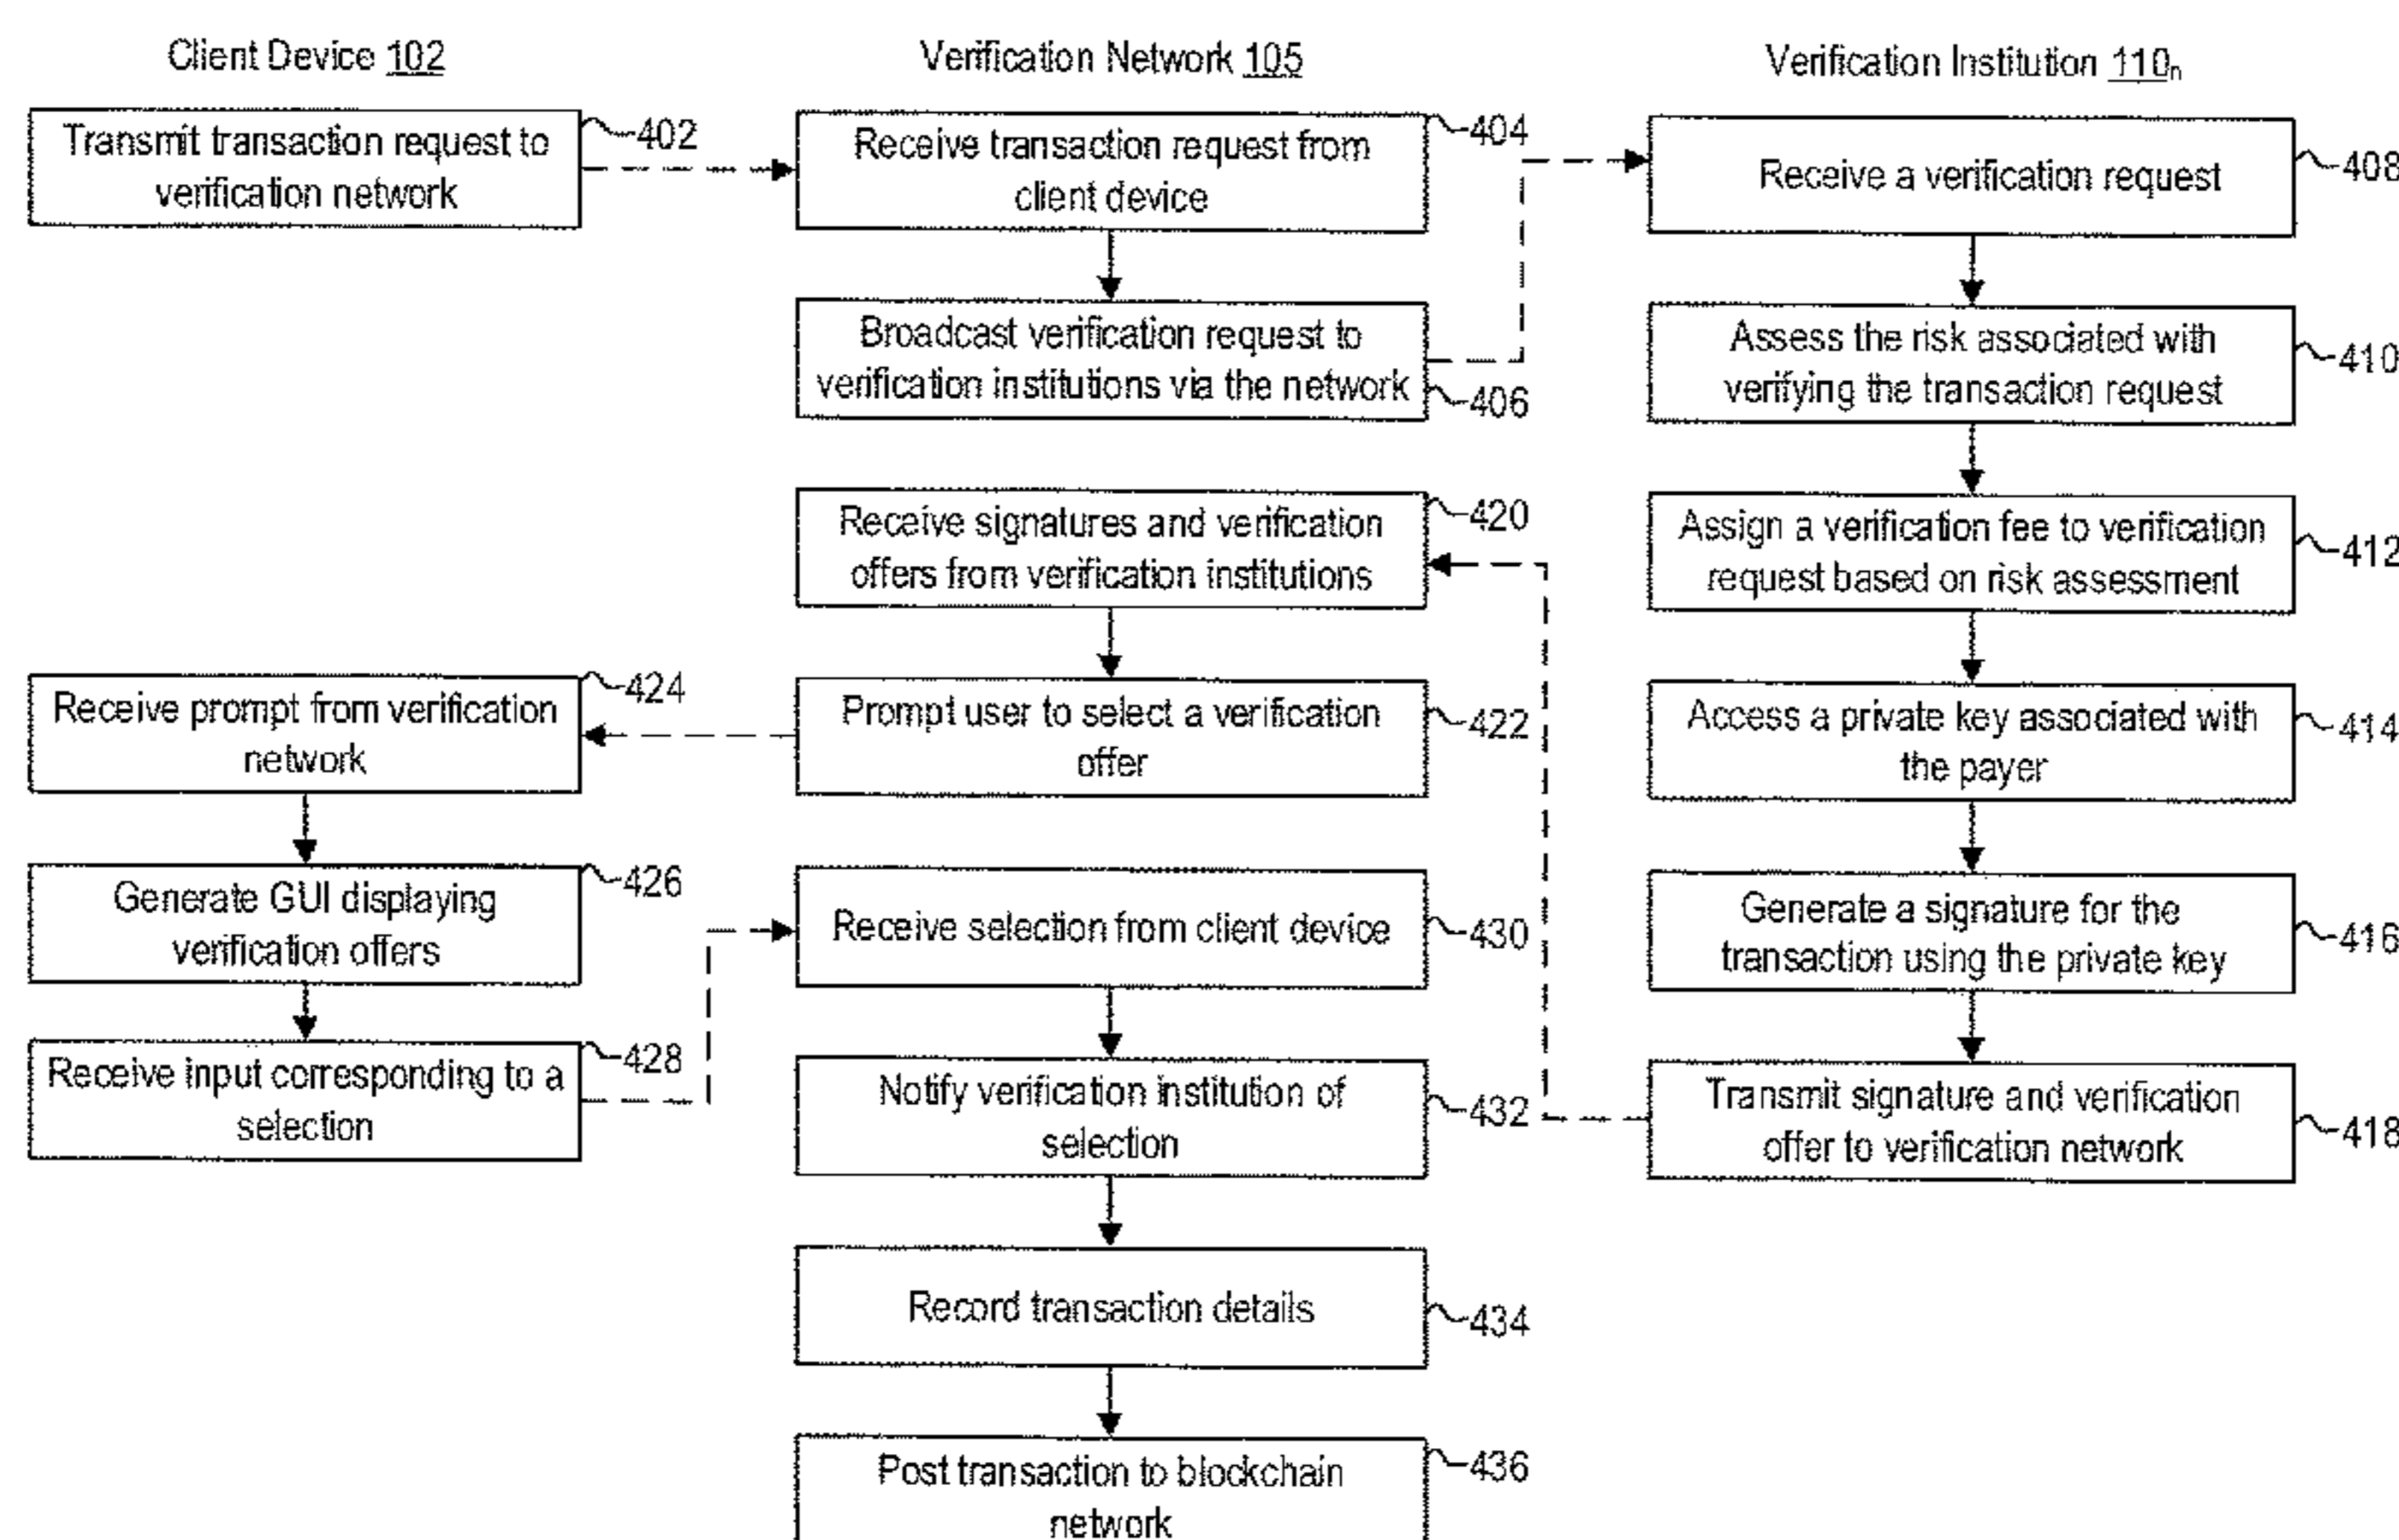 Client Device 102
Verification Network 105
Verification Institution 110n
Transmit transaction request to
verification network
402
Receive transaction request from
client device
404
Receive a verification request
408
Broadcast verification request to
verification institutions via the network
406
Assess the risk associated with
verifying the transaction request
410
Receive signatures and verification
offers from verification institutions
420
Assign a verification fee to verification
request based on risk assessment
412
Receive prompt from verification
network
424
Prompt user to select a verification
offer
422
Access a private key associated with
the payer
414
Generate GUI displaying
verification offers
426
Receive selection from client device
430
Generate a signature for the
transaction using the private key
416
Receive input corresponding to a
selection
428
Notify verification institution of
selection
432
Transmit signature and verification
offer to verification network
418
Record transaction details
434
Post transaction to blockchain
network
436